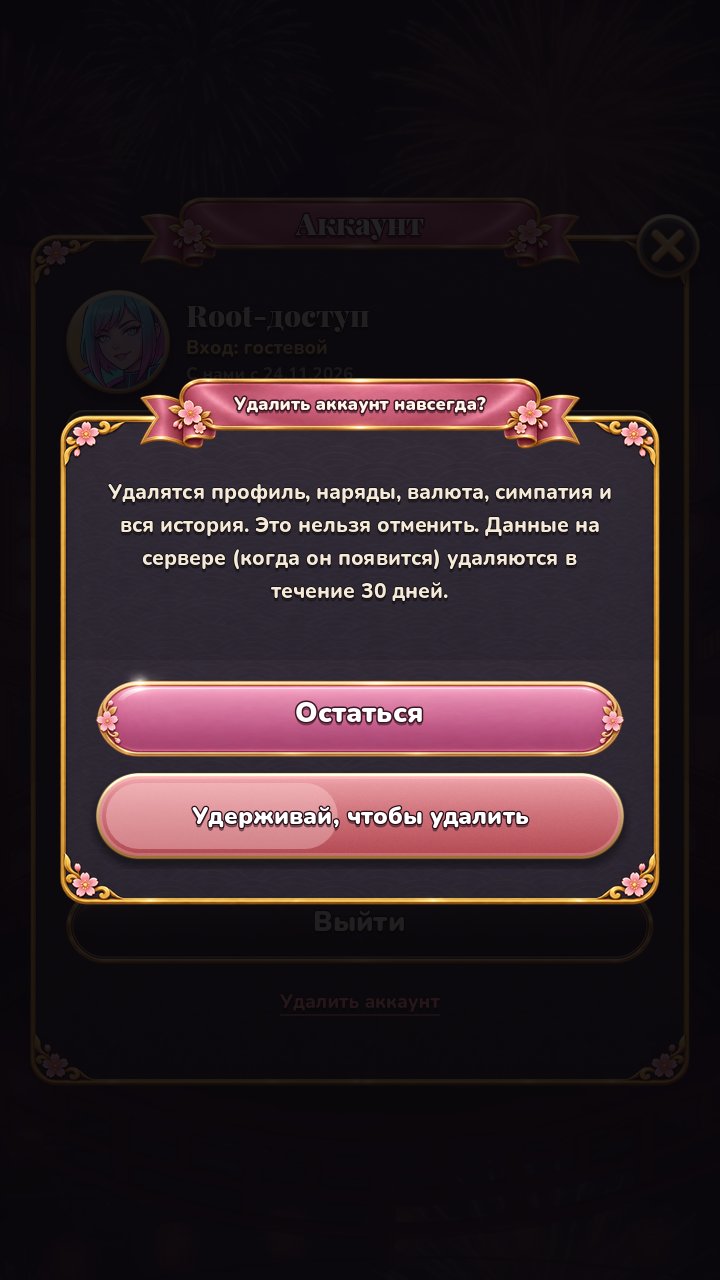 Аккаунт
Root-доступ
Вход: гостевой
С нами с 24.11.2026
Удалить аккаунт навсегда?
Удалятся профиль, наряды, валюта, симпатия и
вся история. Это нельзя отменить. Данные на
сервере (когда он появится) удаляются в
течение 30 дней.
Остаться
Удерживай, чтобы удалить
Выйти
Удалить аккаунт